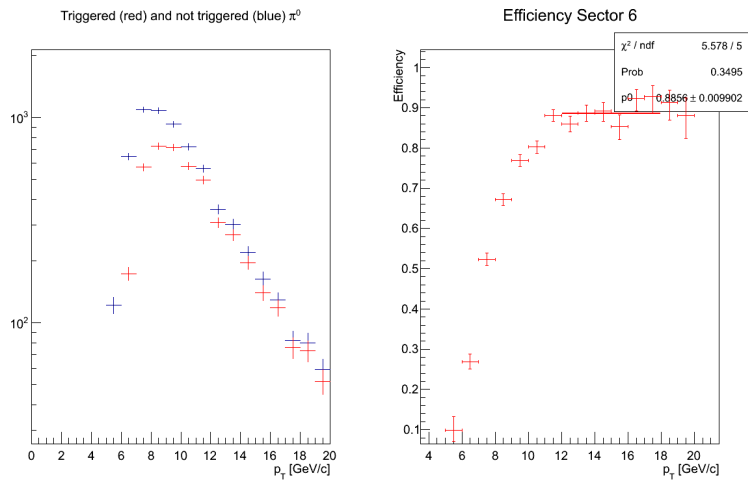 Triggered (red) and not triggered (blue) π⁰
10³
10²
0 2 4 6 8 10 12 14 16 18 20
p_T [GeV/c]
Efficiency Sector 6
χ² / ndf 5.578 / 5
Prob 0.3495
p0 0.8856 ± 0.009902
Efficiency
1
0.9
0.8
0.7
0.6
0.5
0.4
0.3
0.2
0.1
4 6 8 10 12 14 16 18 20
p_T [GeV/c]